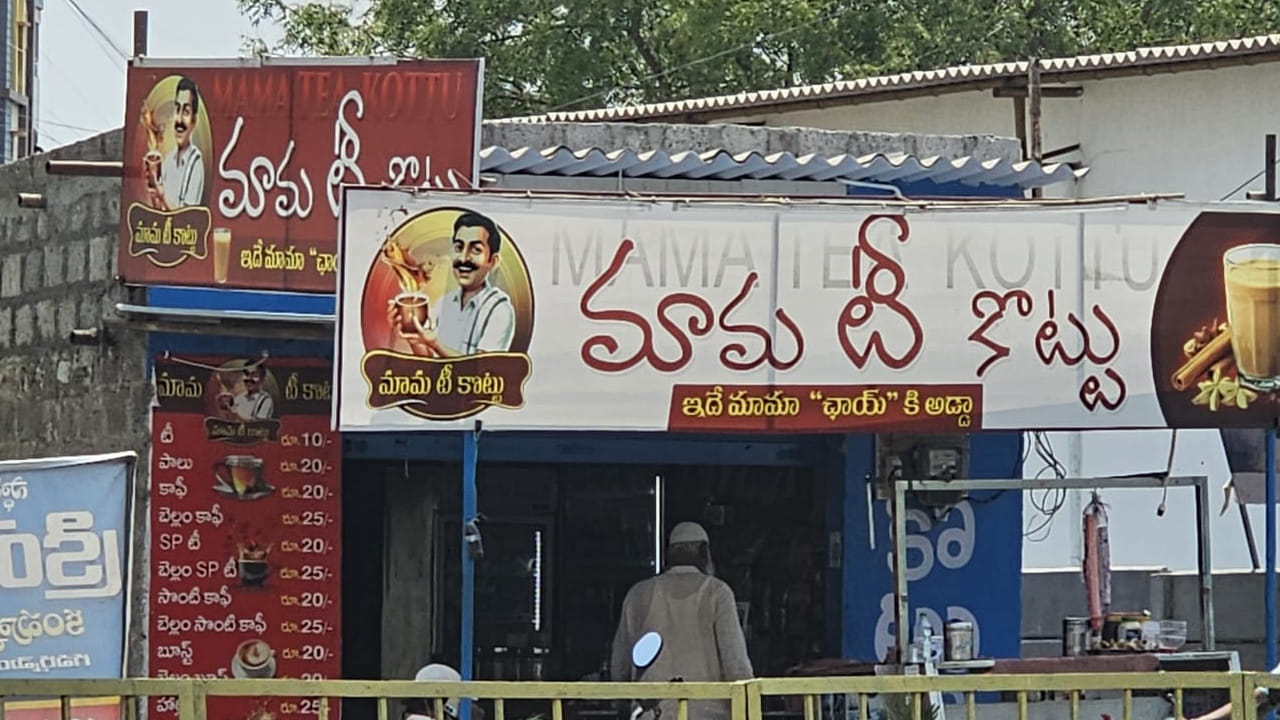 MAMA TEA KOTTU
మామ టీ కొట్టు
మామ టీ కొట్టు
ఇదే మామా “ఛా
MAMA TEA KOTTU
మామ టీ కొట్టు
మామ టీ కొట్టు
ఇదే మామా “ఛాయ్” కి అడ్డా
మామ టీ కొ
మామ టీ కొట్టు
టీ రూ.10/-
పాలు రూ.20/-
కాఫీ రూ.20/-
బెల్లం కాఫీ రూ.25/-
SP టీ రూ.20/-
బెల్లం SP టీ రూ.25/-
సొంటి కాఫీ రూ.20/-
బెల్లం సొంటి కాఫీ రూ.25/-
బూస్ట్ రూ.20/-
రూ.25/-